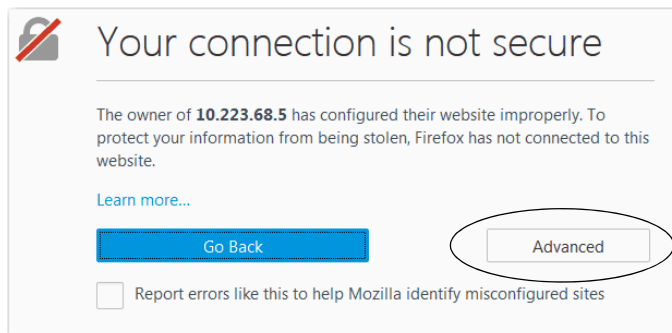 Your connection is not secure
The owner of 10.223.68.5 has configured their website improperly. To
protect your information from being stolen, Firefox has not connected to this
website.
Learn more...
Go Back
Advanced
Report errors like this to help Mozilla identify misconfigured sites